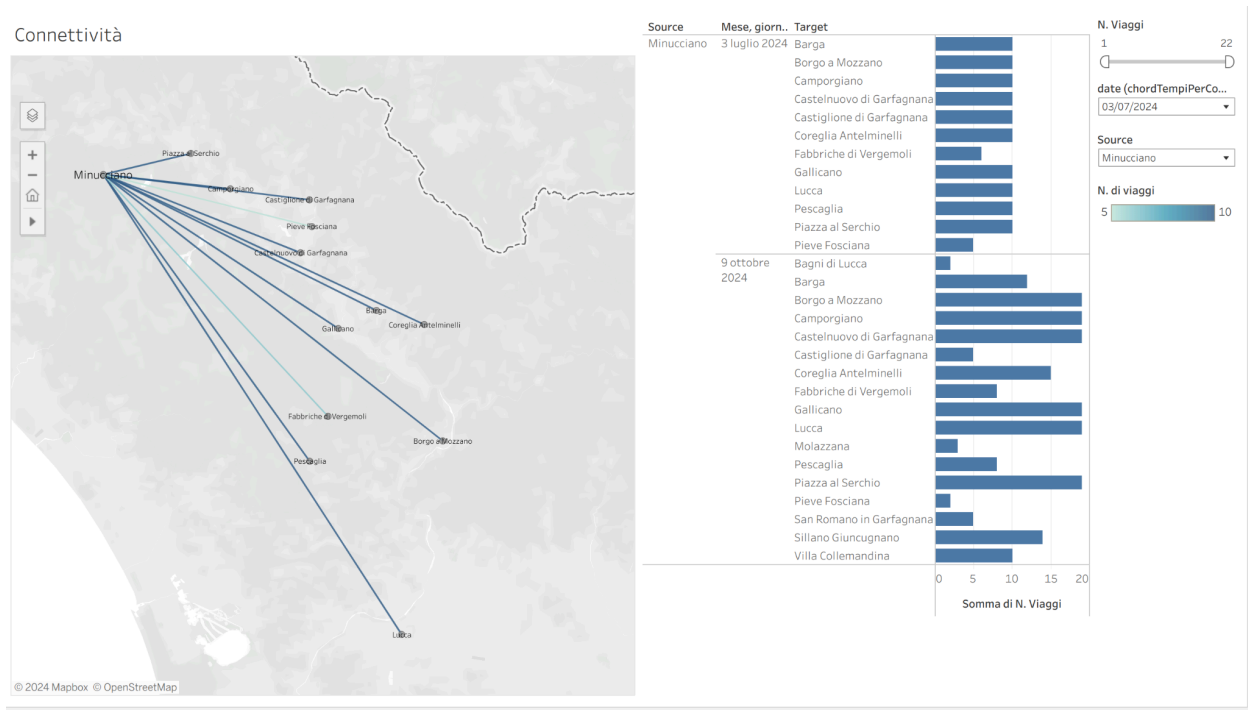 Connettività
Piazza al Serchio
Minucciano
Camporgiano
Castiglione di Garfagnana
Pieve Fosciana
Castelnuovo di Garfagnana
Barga
Gallicano
Coreglia Antelminelli
Fabbriche di Vergemoli
Borgo a Mozzano
Pescaglia
Lucca
© 2024 Mapbox © OpenStreetMap
Source Mese, giorn.. Target
Minucciano 3 luglio 2024 Barga
Borgo a Mozzano
Camporgiano
Castelnuovo di Garfagnana
Castiglione di Garfagnana
Coreglia Antelminelli
Fabbriche di Vergemoli
Gallicano
Lucca
Pescaglia
Piazza al Serchio
Pieve Fosciana
9 ottobre Bagni di Lucca
2024 Barga
Borgo a Mozzano
Camporgiano
Castelnuovo di Garfagnana
Castiglione di Garfagnana
Coreglia Antelminelli
Fabbriche di Vergemoli
Gallicano
Lucca
Molazzana
Pescaglia
Piazza al Serchio
Pieve Fosciana
San Romano in Garfagnana
Sillano Giuncugnano
Villa Collemandina
0 5 10 15 20
Somma di N. Viaggi
N. Viaggi
1 22
date (chordTempiPerCo...
03/07/2024
Source
Minucciano
N. di viaggi
5 10